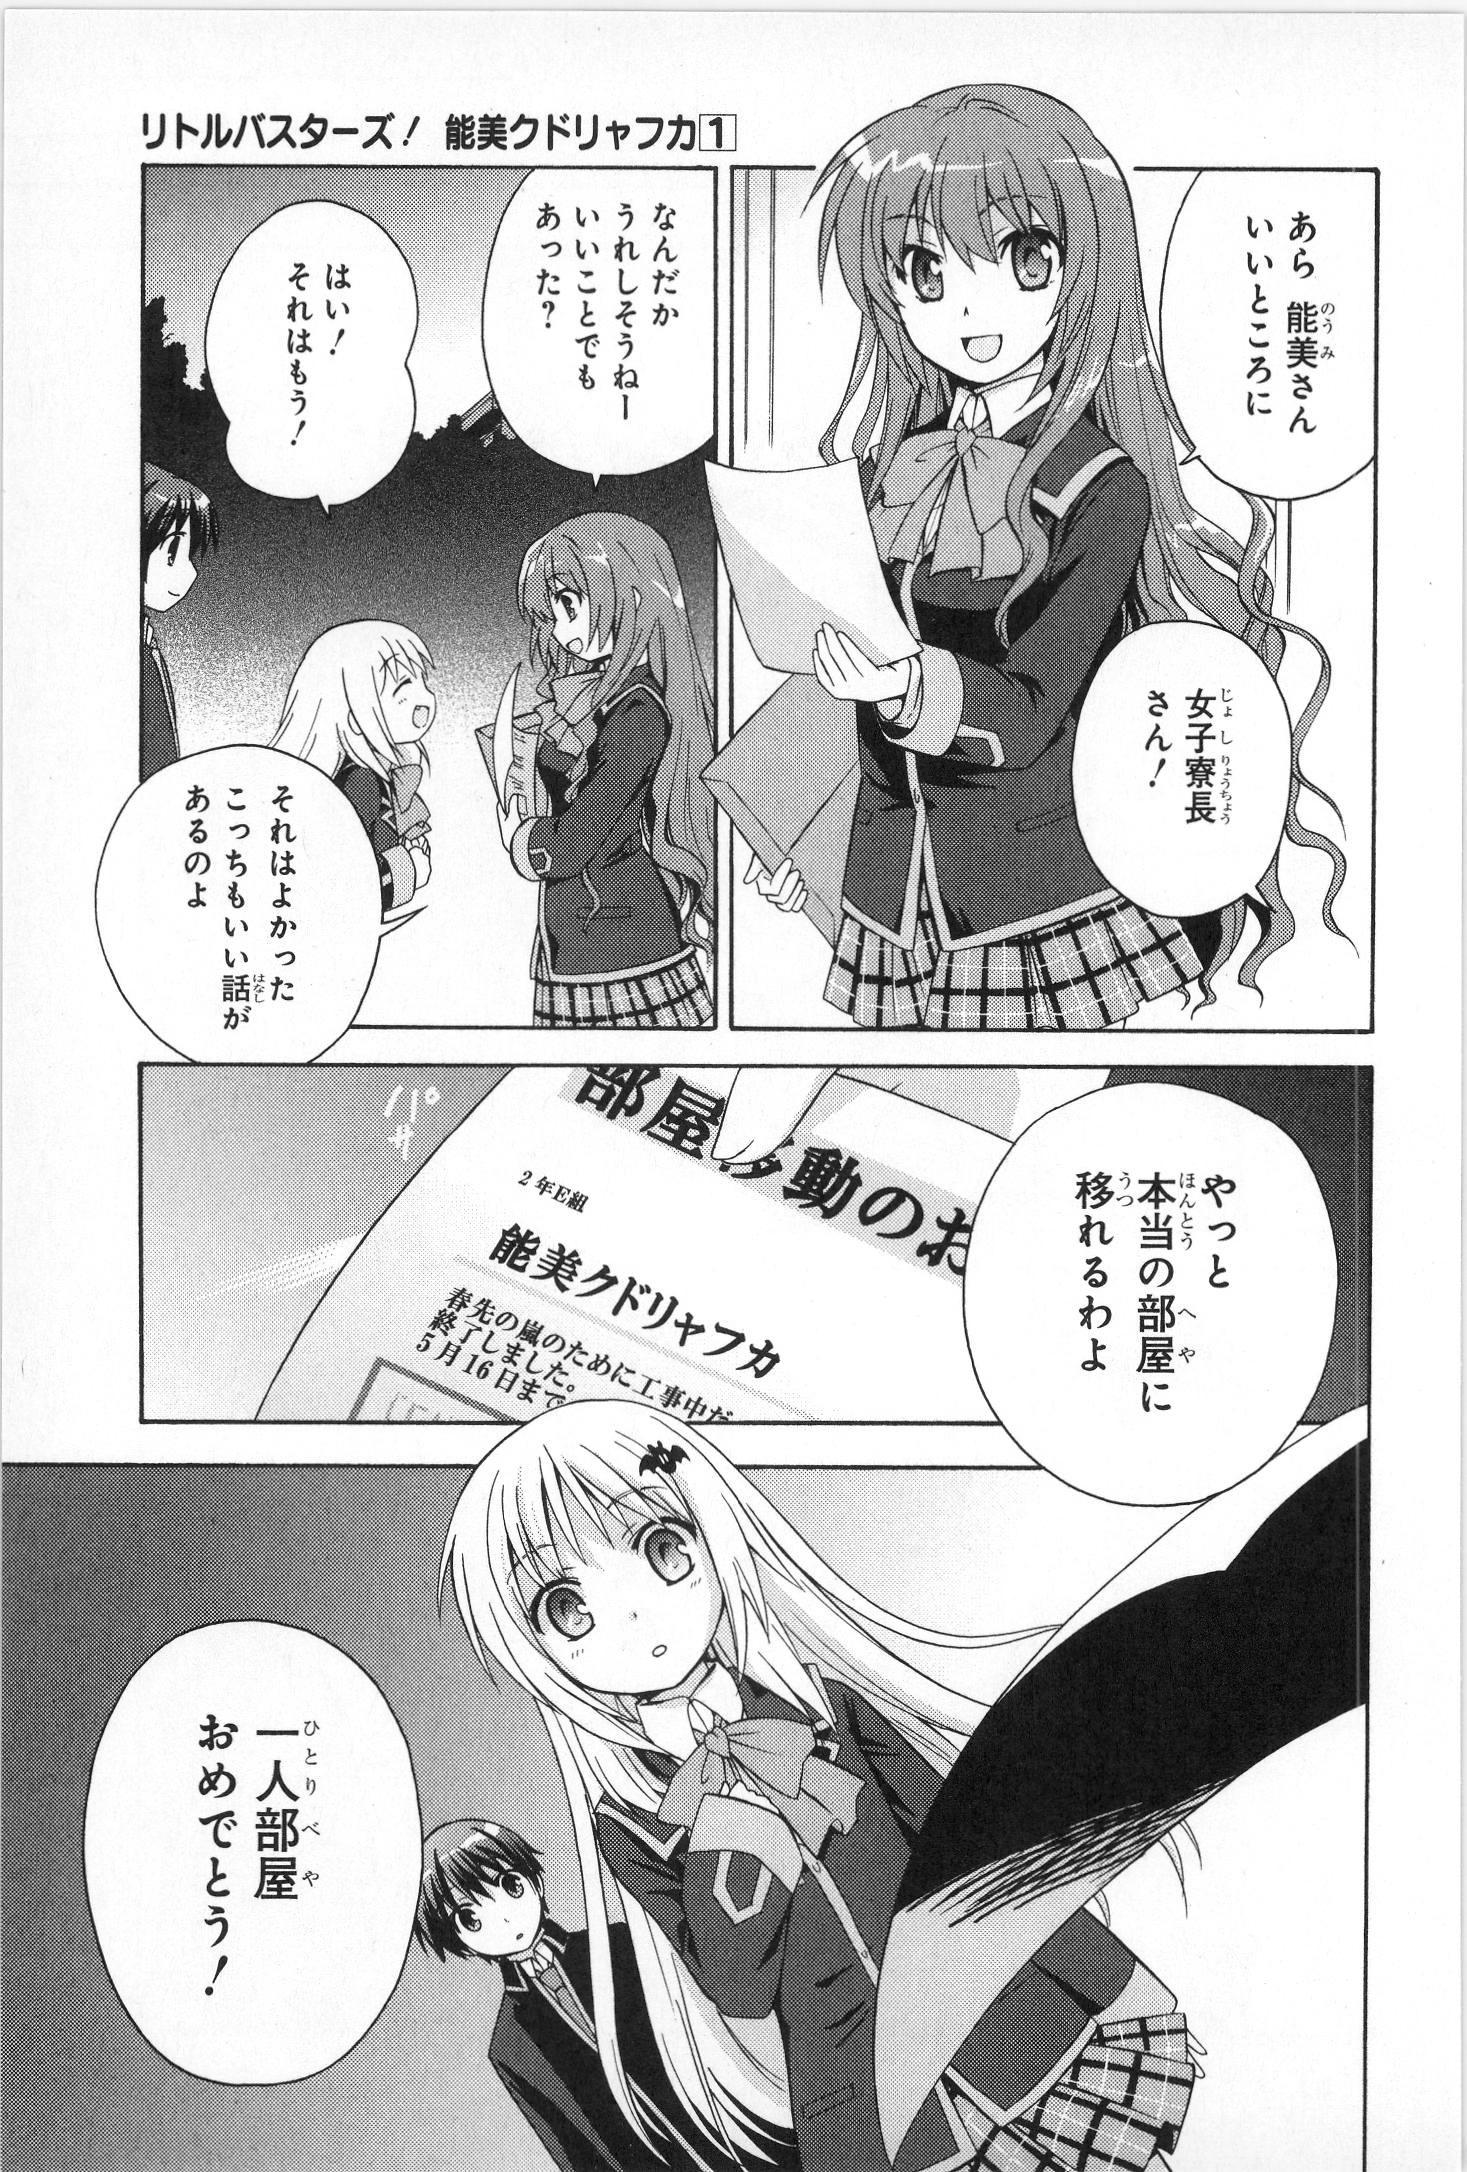 リトルバスターズ！ 能美クドリャフカ1
あら 能美さん
いいところに
女子寮長
さん！
なんだか
うれしそうねー
いいことでも
あった？
はい！
それはもう！
それはよかった
こっちもいい話が
あるのよ
やっと
本当の部屋に
移れるわよ
パサ
部屋移動のお
2年E組
能美クドリャフカ
春先の嵐のために工事中だ
終了しました。
5月16日まで
一人部屋
おめでとう！